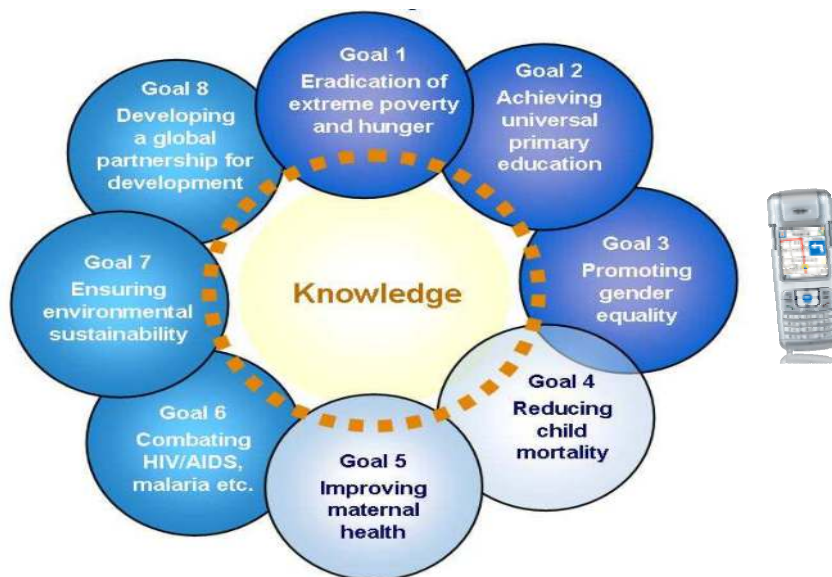 Goal 1
Eradication of
extreme poverty
and hunger
Goal 2
Achieving
universal
primary
education
Goal 3
Promoting
gender
equality
Goal 4
Reducing
child
mortality
Goal 5
Improving
maternal
health
Goal 6
Combating
HIV/AIDS,
malaria etc.
Goal 7
Ensuring
environmental
sustainability
Goal 8
Developing
a global
partnership for
development
Knowledge